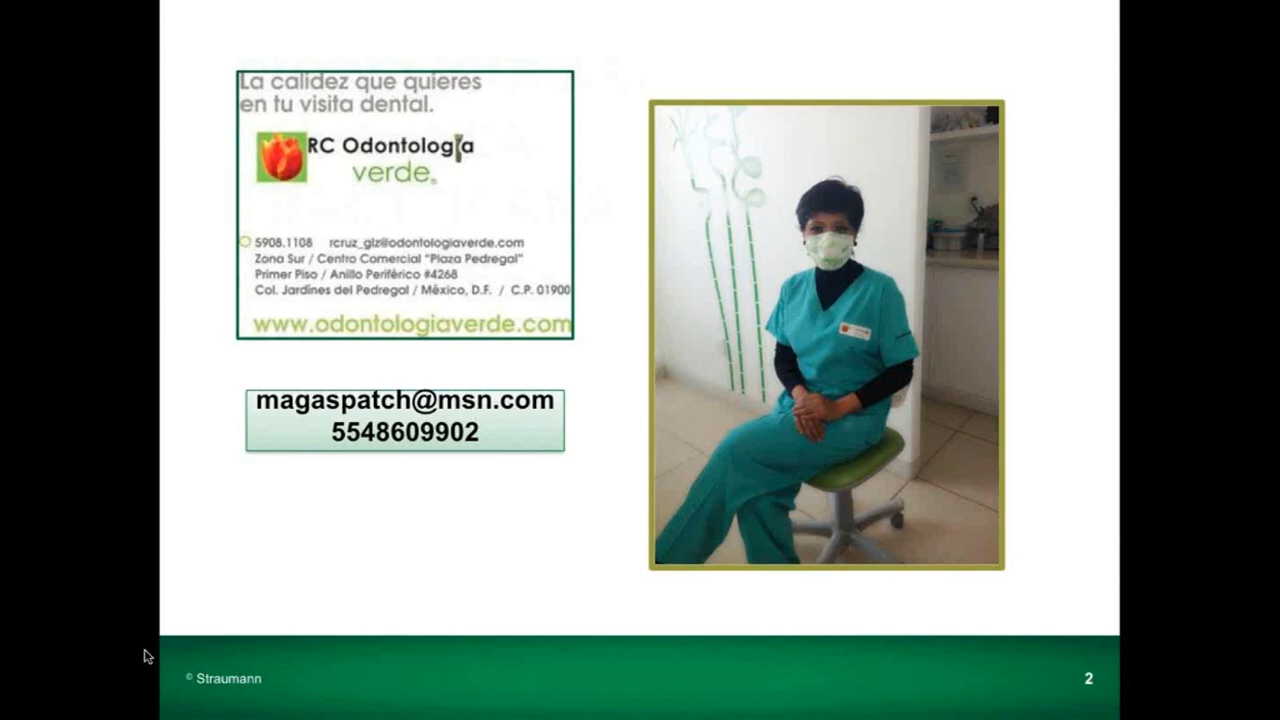 La calidez que quieres
en tu visita dental.
RC Odontología
verde®
5908.1108 rcruz_glz@odontologiaverde.com
Zona Sur / Centro Comercial "Plaza Pedregal"
Primer Piso / Anillo Periférico #4268
Col. Jardínes del Pedregal / México, D.F. / C.P. 01900
www.odontologiaverde.com
magaspatch@msn.com
5548609902
© Straumann
2